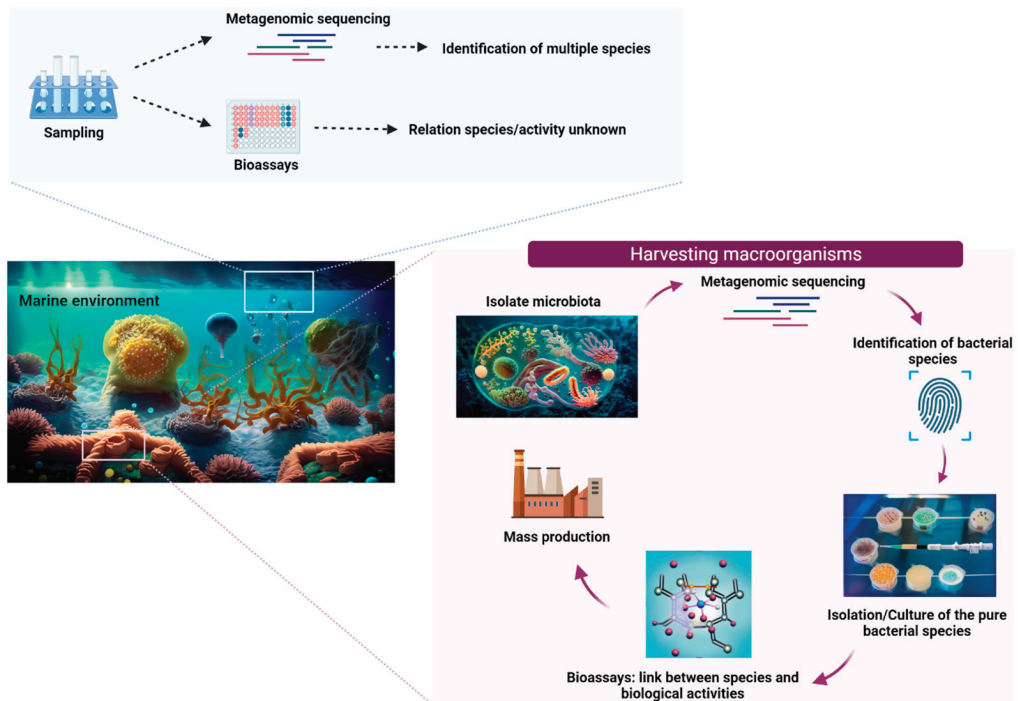 Metagenomic sequencing
Identification of multiple species
Sampling
Relation species/activity unknown
Bioassays
Marine environment
Harvesting macroorganisms
Isolate microbiota
Metagenomic sequencing
Identification of bacterial
species
Isolation/Culture of the pure
bacterial species
Bioassays: link between species and
biological activities
Mass production